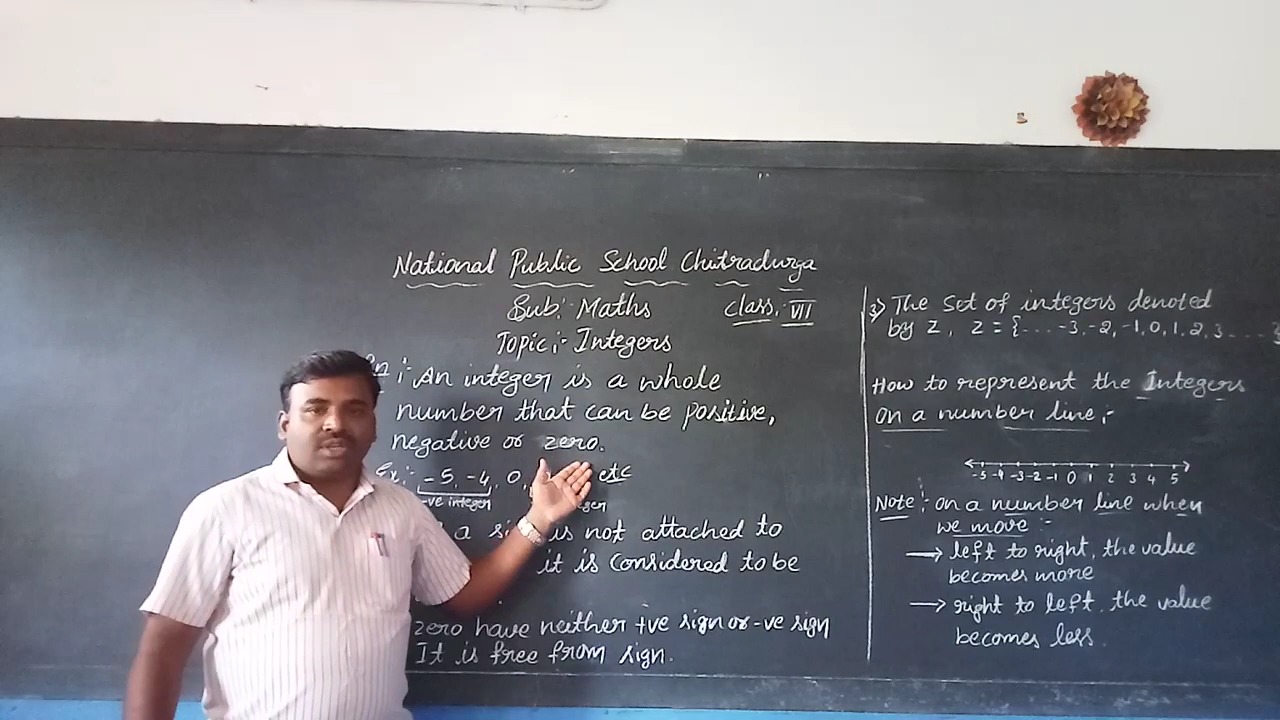 National Public School Chitradurga
Sub:- Maths Class:- VII
Topic:- Integers
:- An integer is a whole
number that can be positive,
negative or zero.
Ex:- -5, -4, 0, etc
-ve integer
a is not attached to
it is considered to be
zero have neither +ve sign or -ve sign
It is free from sign.
3) The Set of integers denoted
by Z, Z = {.... -3, -2, -1, 0, 1, 2, 3 ....}
How to represent the Integers
on a number line:-
-5 -4 -3 -2 -1 0 1 2 3 4 5
Note:- on a number line when
we move:-
→ left to right, the value
becomes more
→ right to left, the value
becomes less.